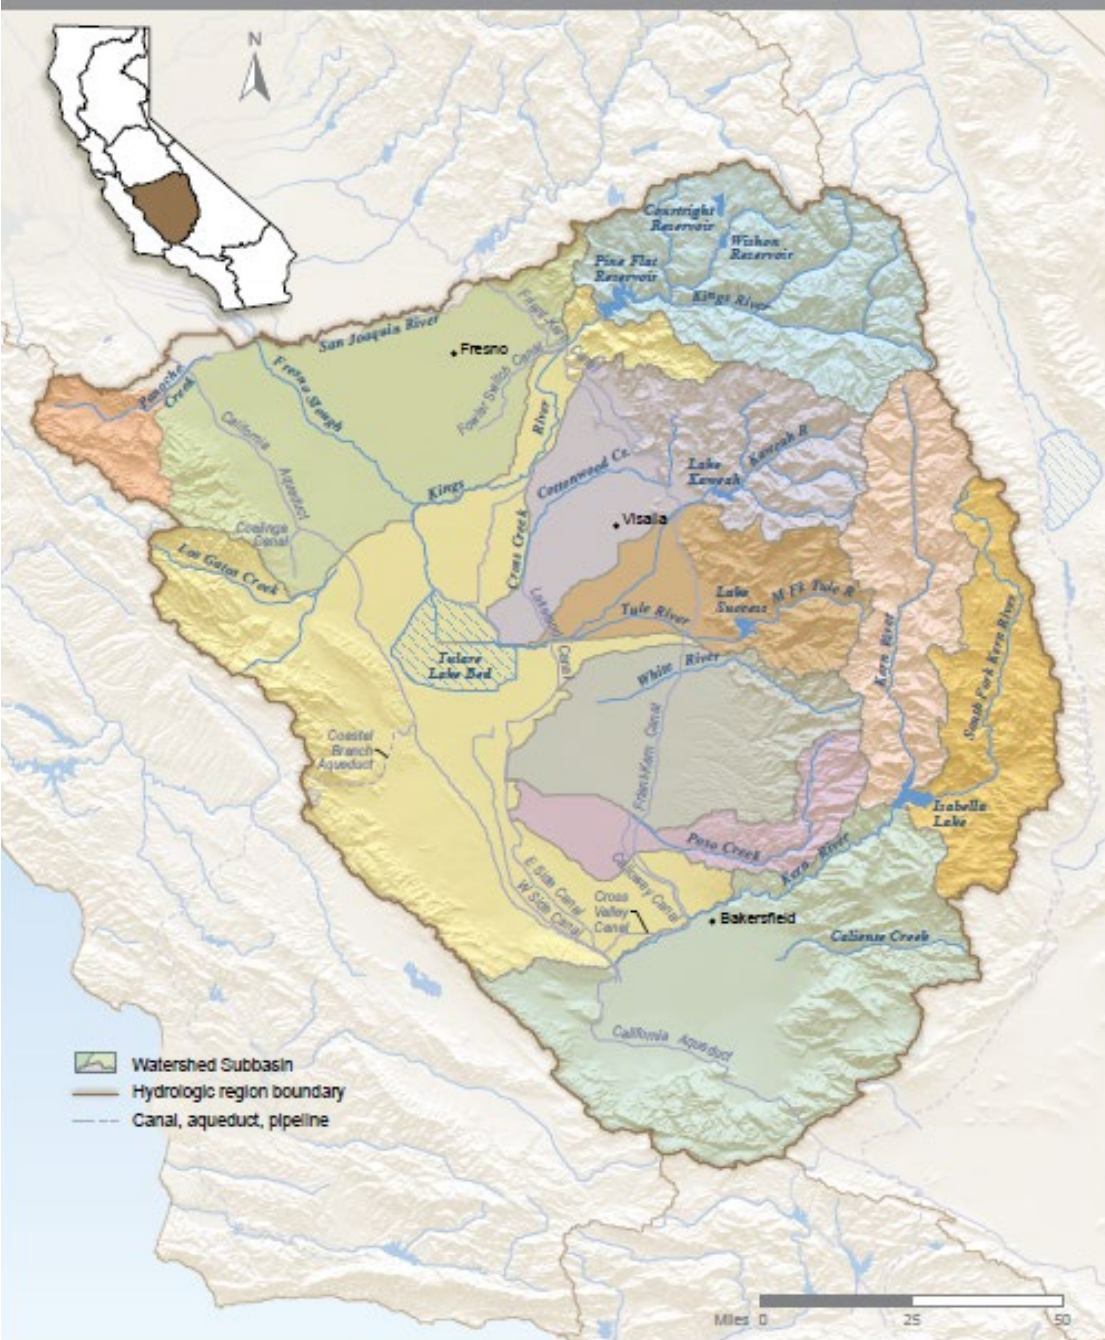 N
Courtright
Reservoir
Wishon
Reservoir
Pine Flat
Reservoir
Kings River
San Joaquin River
Fresno
Fresno Slough
Panoche
Creek
California
Aqueduct
Fowler Switch Canal
River
Kings
Cottonwood Cr.
Lake
Kaweah
Kaweah R
Visalia
Coalinga
Canal
Los Gatos Creek
Cross Creek
Lake
Success
M Fk Tule R
Tule River
Tulare
Lake Bed
Canal
White River
Kern River
South Fork Kern River
Coastal
Branch
Aqueduct
Friant-Kern Canal
Isabella
Lake
Poso Creek
Kern River
E Side Canal
W Side Canal
Calloway Canal
Cross
Valley
Canal
Bakersfield
Caliente Creek
California Aqueduct
Watershed Subbasin
Hydrologic region boundary
Canal, aqueduct, pipeline
Miles 0 25 50